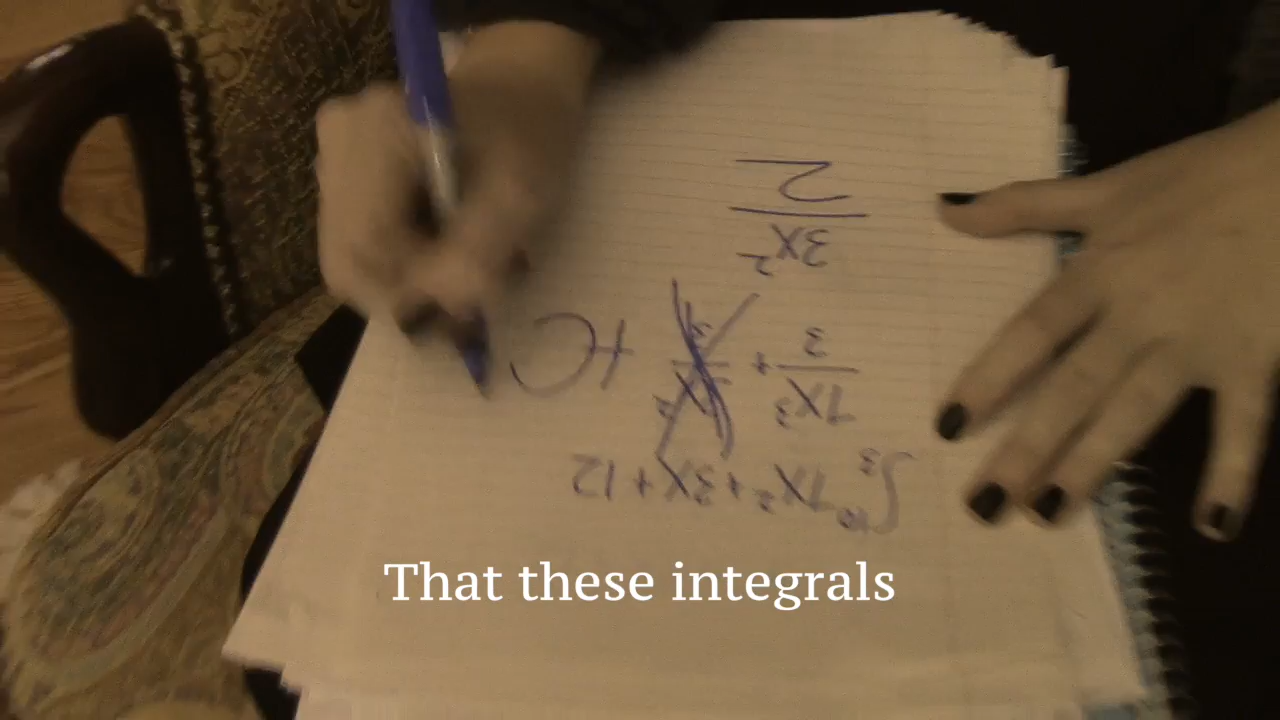 ∫₃¹⁰ 7x² + 3x + 12
7x³/3 + +C
3x²/2
That these integrals